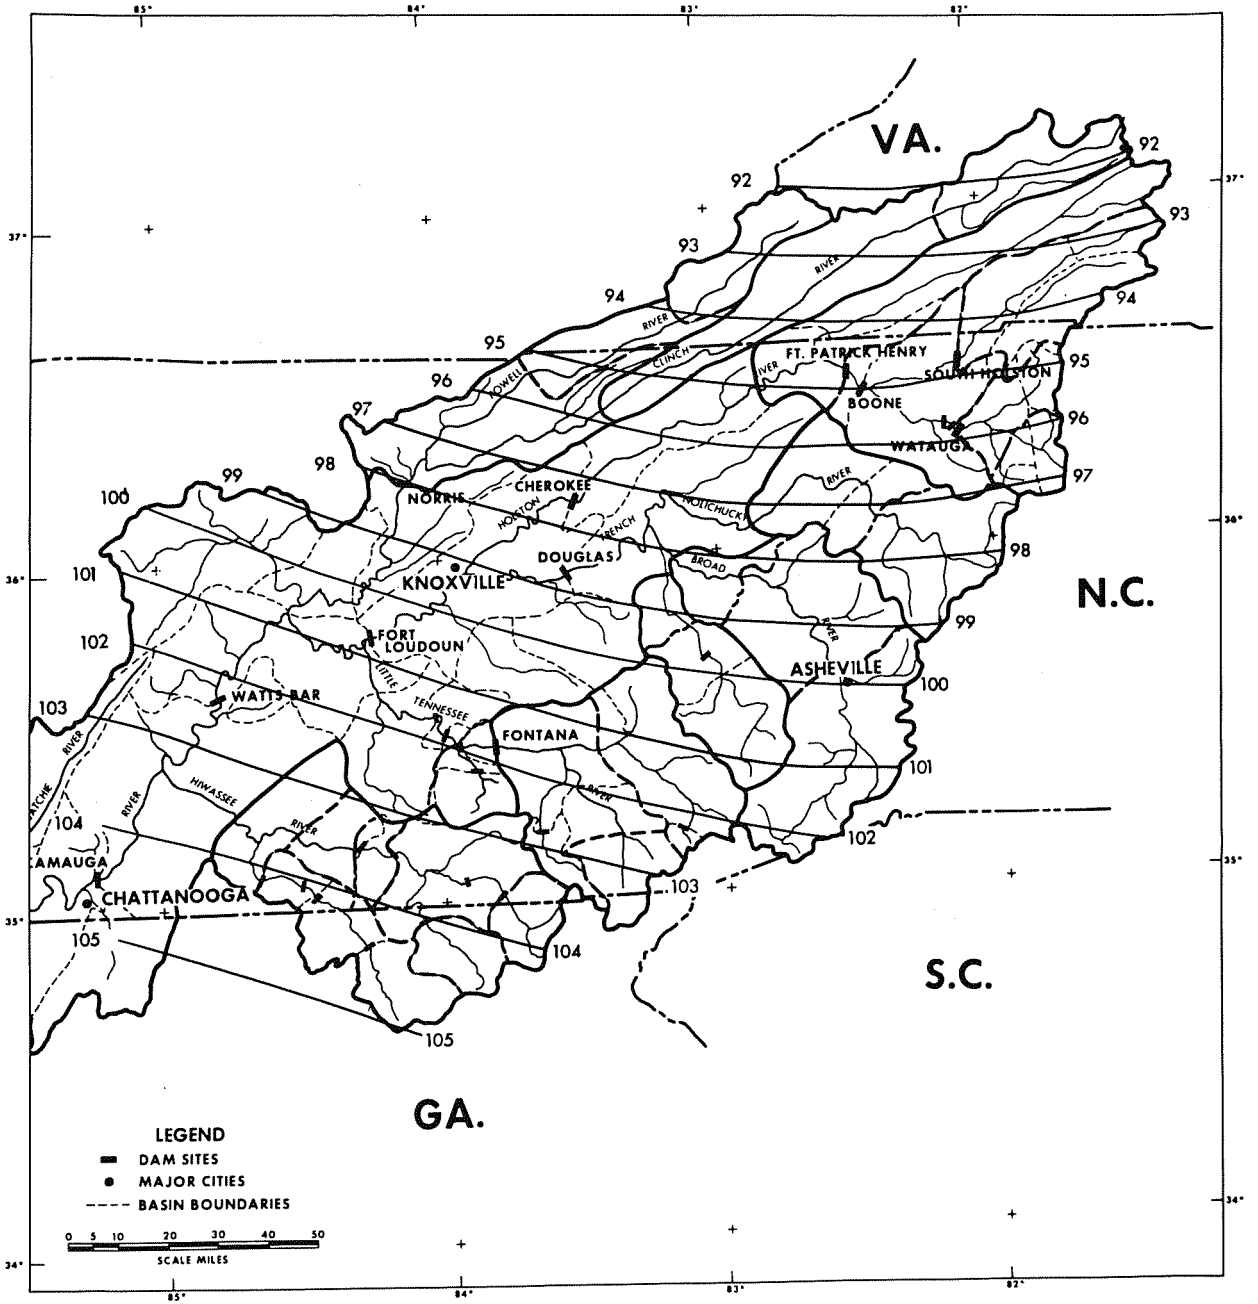 85° 84° 83° 82°
VA.
92
92
37°
93
93
37°
RIVER
94
94
RIVER
95
CLINCH
FT. PATRICK HENRY
95
SOUTH HOLSTON
96
POWELL
BOONE
96
97
WATAUGA
97
98
99
RIVER
100
NORRIS
CHEROKEE
HOLSTON
NOLICHUCKY
36°
FRENCH
98
DOUGLAS
BROAD
101
36°
KNOXVILLE
N.C.
99
102
FORT
LOUDOUN
RIVER
LITTLE
ASHEVILLE
100
WATTS BAR
103
TENNESSEE
RIVER
FONTANA
101
HIWASSEE
RIVER
RIVER
104
RIVER
102
35°
AMAUGA
103
CHATTANOOGA
35°
105
104
S.C.
105
GA.
LEGEND
DAM SITES
MAJOR CITIES
BASIN BOUNDARIES
34°
0 5 10 20 30 40 50
SCALE MILES
34°
85° 84° 83° 82°